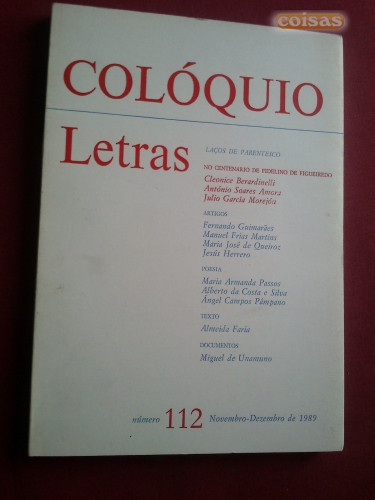 coisas
COLÓQUIO
Letras
LAÇOS DE PARENTESCO
NO CENTENÁRIO DE FIDELINO DE FIGUEIREDO
Cleonice Berardinelli
António Soares Amora
Julio García Morejón
ARTIGOS
Fernando Guimarães
Manuel Frias Martins
Maria José de Queiroz
Jesús Herrero
POESIA
Maria Armanda Passos
Alberto da Costa e Silva
Ángel Campos Pámpano
TEXTO
Almeida Faria
DOCUMENTOS
Miguel de Unamuno
número 112 Novembro-Dezembro de 1989